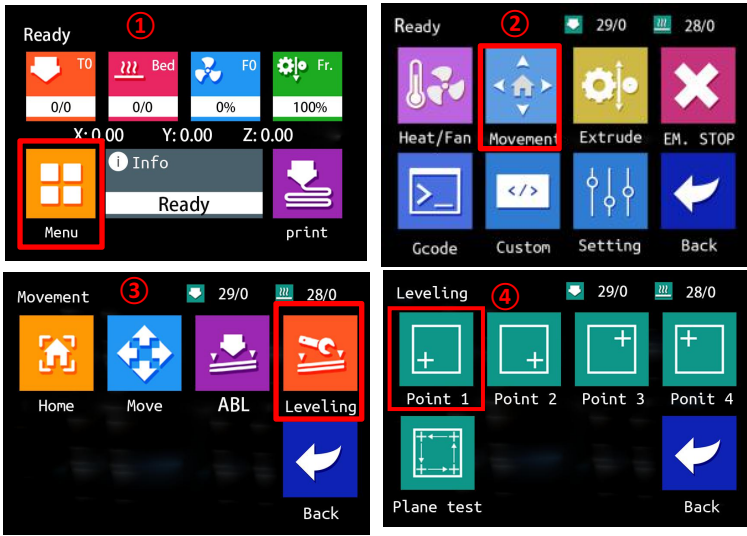 ①
Ready
T0
Bed
F0
Fr.
0/0
0/0
0%
100%
X: 0.00 Y: 0.00 Z: 0.00
i Info
Ready
Menu
print
②
Ready 29/0 28/0
Heat/Fan Movement Extrude EM. STOP
>_ </>
Gcode Custom Setting Back
③
Movement 29/0 28/0
Home Move ABL Leveling
Back
④
Leveling 29/0 28/0
Point 1 Point 2 Point 3 Ponit 4
Plane test Back